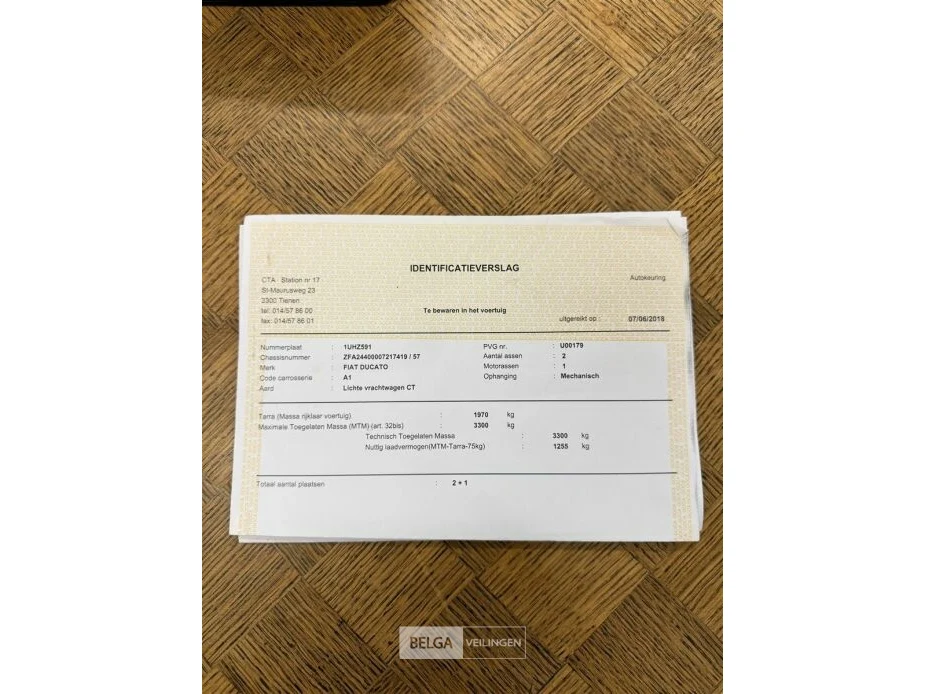 IDENTIFICATIEVERSLAG
CTA Station nr 17
Autokeuring
St-Maurusweg 23
3300 Tienen
tel: 014/57 86 00
Te bewaren in het voertuig
fax: 014/57 86 01
uitgereikt op : 07/06/2018
Nummerplaat : 1UHZ591 PVG nr. : U00179
Chassisnummer : ZFA24400007217419 / 57 Aantal assen : 2
Merk : FIAT DUCATO Motorassen : 1
Code carrosserie : A1 Ophanging : Mechanisch
Aard : Lichte vrachtwagen CT
Tarra (Massa rijklaar voertuig) : 1970 kg
Maximale Toegelaten Massa (MTM) (art. 32bis) : 3300 kg
Technisch Toegelaten Massa : 3300 kg
Nuttig laadvermogen(MTM-Tarra-75kg) : 1255 kg
Totaal aantal plaatsen : 2 + 1
BELGA VEILINGEN